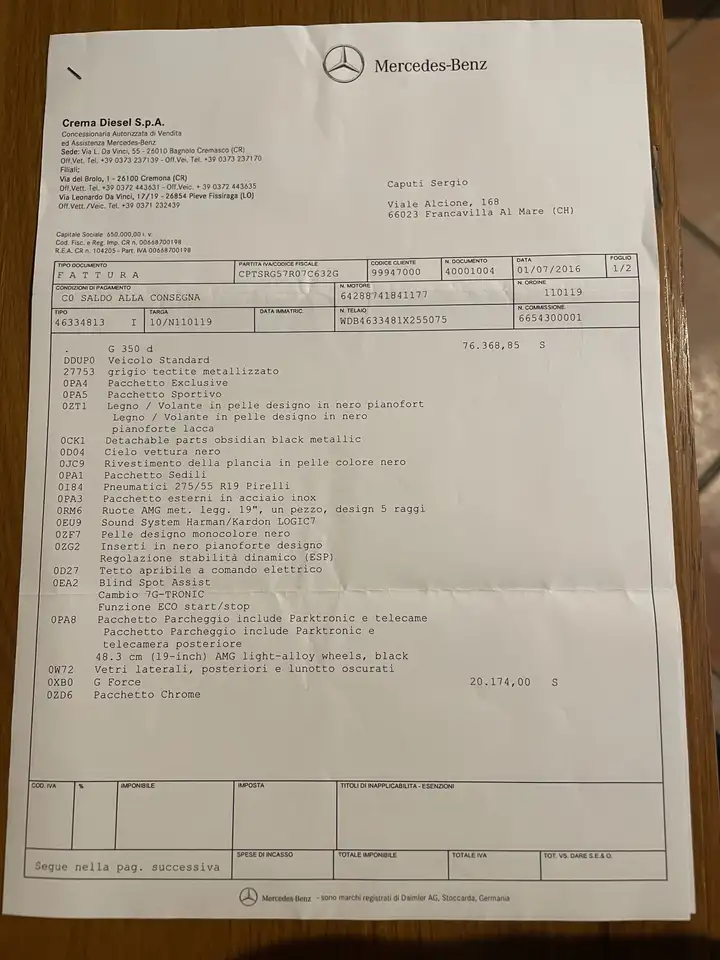 Mercedes-Benz
Crema Diesel S.p.A.
Concessionaria Autorizzata di Vendita
ed Assistenza Mercedes-Benz
Sede: Via L. Da Vinci, 55 - 26010 Bagnolo Cremasco (CR)
Off.Vet. Tel. +39 0373 237139 - Off.Vei. Tel. +39 0373 237170
Filiali:
Via del Brolo, 1 - 26100 Cremona (CR)
Off.Vett. Tel. +39 0372 443631 - Off.Veic. + 39 0372 443635
Via Leonardo Da Vinci, 17/19 - 26854 Pieve Fissiraga (LO)
Off.Vett./Veic. Tel. +39 0371 232439
Caputi Sergio
Viale Alcione, 168
66023 Francavilla Al Mare (CH)
Capitale Sociale 650.000,00 i. v.
Cod. Fisc. e Reg. Imp. CR n. 00668700198
R.E.A. CR n. 104205 - Part. IVA 00668700198
TIPO DOCUMENTO PARTITA IVA/CODICE FISCALE CODICE CLIENTE N. DOCUMENTO DATA FOGLIO
F A T T U R A CPTSRG57R07C632G 99947000 40001004 01/07/2016 1/2
CONDIZIONI DI PAGAMENTO N. MOTORE N. ORDINE
C0 SALDO ALLA CONSEGNA 64288741841177 110119
TIPO TARGA DATA IMMATRIC. N. TELAIO N. COMMISSIONE
46334813 I 10/N110119 WDB4633481X255075 6654300001
. G 350 d 76.368,85 S
DDUP0 Veicolo Standard
27753 grigio tectite metallizzato
0PA4 Pacchetto Exclusive
0PA5 Pacchetto Sportivo
0ZT1 Legno / Volante in pelle designo in nero pianofort
Legno / Volante in pelle designo in nero
pianoforte lacca
0CK1 Detachable parts obsidian black metallic
0D04 Cielo vettura nero
0JC9 Rivestimento della plancia in pelle colore nero
0PA1 Pacchetto Sedili
0I84 Pneumatici 275/55 R19 Pirelli
0PA3 Pacchetto esterni in acciaio inox
0RM6 Ruote AMG met. legg. 19", un pezzo, design 5 raggi
0EU9 Sound System Harman/Kardon LOGIC7
0ZF7 Pelle designo monocolore nero
0ZG2 Inserti in nero pianoforte designo
Regolazione stabilità dinamico (ESP)
0D27 Tetto apribile a comando elettrico
0EA2 Blind Spot Assist
Cambio 7G-TRONIC
Funzione ECO start/stop
0PA8 Pacchetto Parcheggio include Parktronic e telecame
Pacchetto Parcheggio include Parktronic e
telecamera posteriore
48.3 cm (19-inch) AMG light-alloy wheels, black
0W72 Vetri laterali, posteriori e lunotto oscurati
0XB0 G Force 20.174,00 S
0ZD6 Pacchetto Chrome
COD. IVA % IMPONIBILE IMPOSTA TITOLI DI INAPPLICABILITA - ESENZIONI
Segue nella pag. successiva
SPESE DI INCASSO TOTALE IMPONIBILE TOTALE IVA TOT. VS. DARE S.E.& O.
Mercedes-Benz - sono marchi registrati di Daimler AG, Stoccarda, Germania